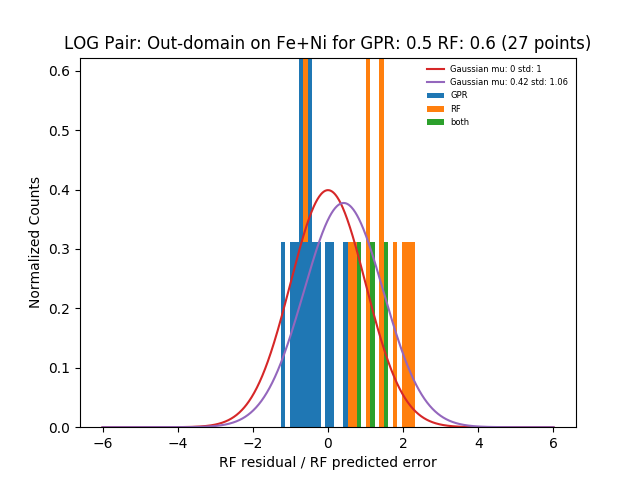 LOG Pair: Out-domain on Fe+Ni for GPR: 0.5 RF: 0.6 (27 points)
Gaussian mu: 0 std: 1
Gaussian mu: 0.42 std: 1.06
GPR
RF
both
Normalized Counts
0.6
0.5
0.4
0.3
0.2
0.1
0.0
−6 −4 −2 0 2 4 6
RF residual / RF predicted error